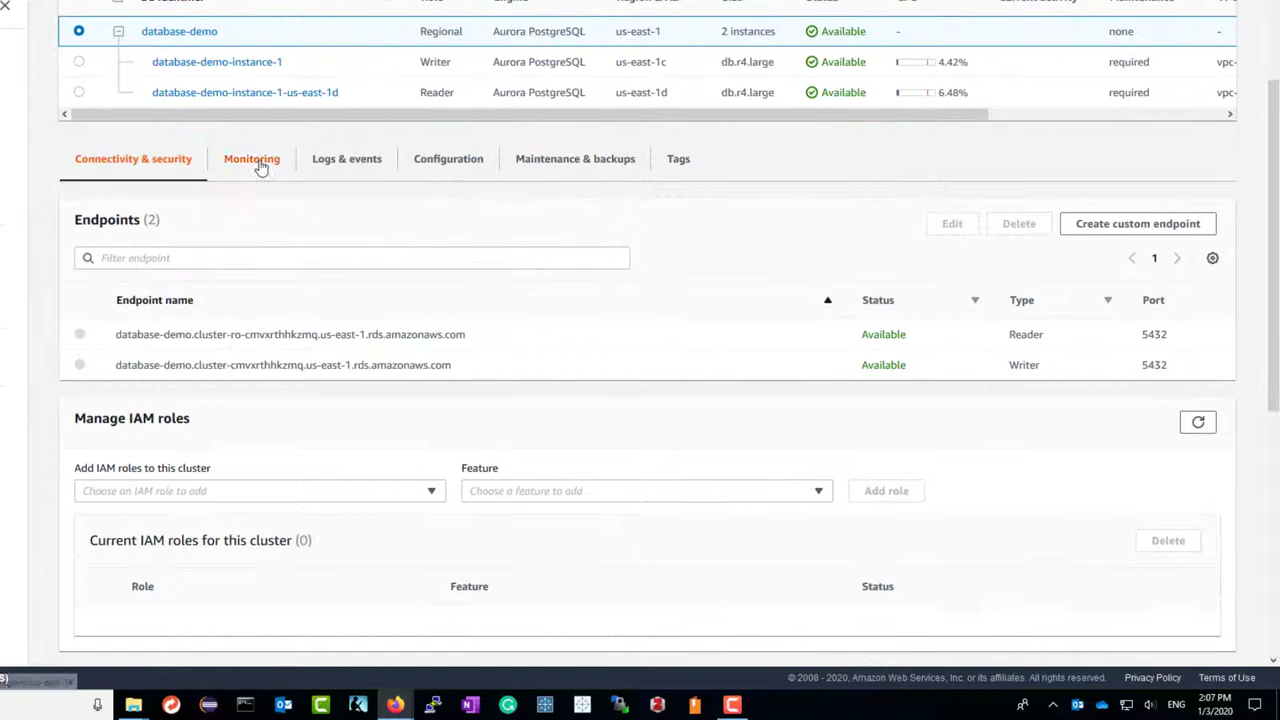 database-demo Regional Aurora PostgreSQL us-east-1 2 instances Available - none -
database-demo-instance-1 Writer Aurora PostgreSQL us-east-1c db.r4.large Available 4.42% required vpc-
database-demo-instance-1-us-east-1d Reader Aurora PostgreSQL us-east-1d db.r4.large Available 6.48% required vpc-
Connectivity & security Monitoring Logs & events Configuration Maintenance & backups Tags
Endpoints (2) Edit Delete Create custom endpoint
Filter endpoint 1
Endpoint name Status Type Port
database-demo.cluster-ro-cmvxrthhkzmq.us-east-1.rds.amazonaws.com Available Reader 5432
database-demo.cluster-cmvxrthhkzmq.us-east-1.rds.amazonaws.com Available Writer 5432
Manage IAM roles
Add IAM roles to this cluster Feature
Choose an IAM role to add Choose a feature to add Add role
Current IAM roles for this cluster (0) Delete
Role Feature Status
© 2008 - 2020, Amazon Web Services, Inc. or its affiliates. All rights reserved. Privacy Policy Terms of Use
ENG 2:07 PM
1/3/2020